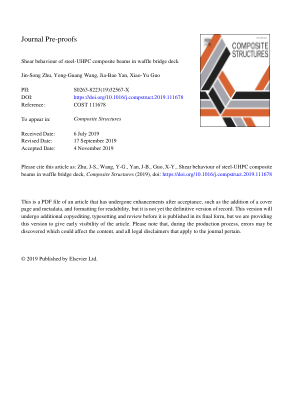 Journal Pre-proofs
Shear behaviour of steel-UHPC composite beams in waffle bridge deck
Jin-Song Zhu, Yong-Guang Wang, Jia-Bao Yan, Xiao-Yu Guo
PII: S0263-8223(19)32367-X
DOI: https://doi.org/10.1016/j.compstruct.2019.111678
Reference: COST 111678
To appear in: Composite Structures
Received Date: 6 July 2019
Revised Date: 17 September 2019
Accepted Date: 4 November 2019
COMPOSITE
STRUCTURES
Please cite this article as: Zhu, J-S., Wang, Y-G., Yan, J-B., Guo, X-Y., Shear behaviour of steel-UHPC composite
beams in waffle bridge deck, Composite Structures (2019), doi: https://doi.org/10.1016/j.compstruct.2019.111678
This is a PDF file of an article that has undergone enhancements after acceptance, such as the addition of a cover
page and metadata, and formatting for readability, but it is not yet the definitive version of record. This version will
undergo additional copyediting, typesetting and review before it is published in its final form, but we are providing
this version to give early visibility of the article. Please note that, during the production process, errors may be
discovered which could affect the content, and all legal disclaimers that apply to the journal pertain.
© 2019 Published by Elsevier Ltd.